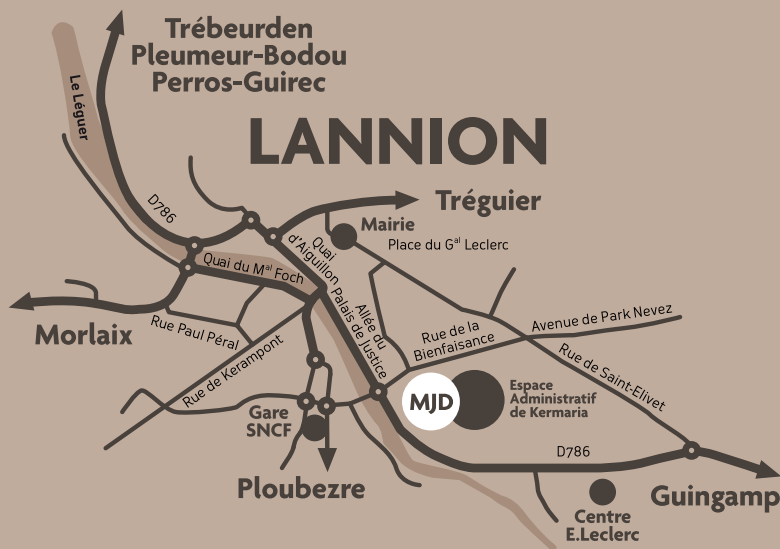 Trébeurden
Pleumeur-Bodou
Perros-Guirec
Le Léguer
LANNION
D786
Tréguier
Mairie
Place du Gal Leclerc
Quai
d'Aiguillon
Quai du Mal Foch
Palais de Justice
Allée du
Morlaix
Rue Paul Péral
Rue de Kerampont
Rue de la
Bienfaisance
Avenue de Park Nevez
Rue de Saint-Elivet
MJD
Espace
Administratif
de Kermaria
Gare
SNCF
Ploubezre
D786
Centre
E.Leclerc
Guingamp